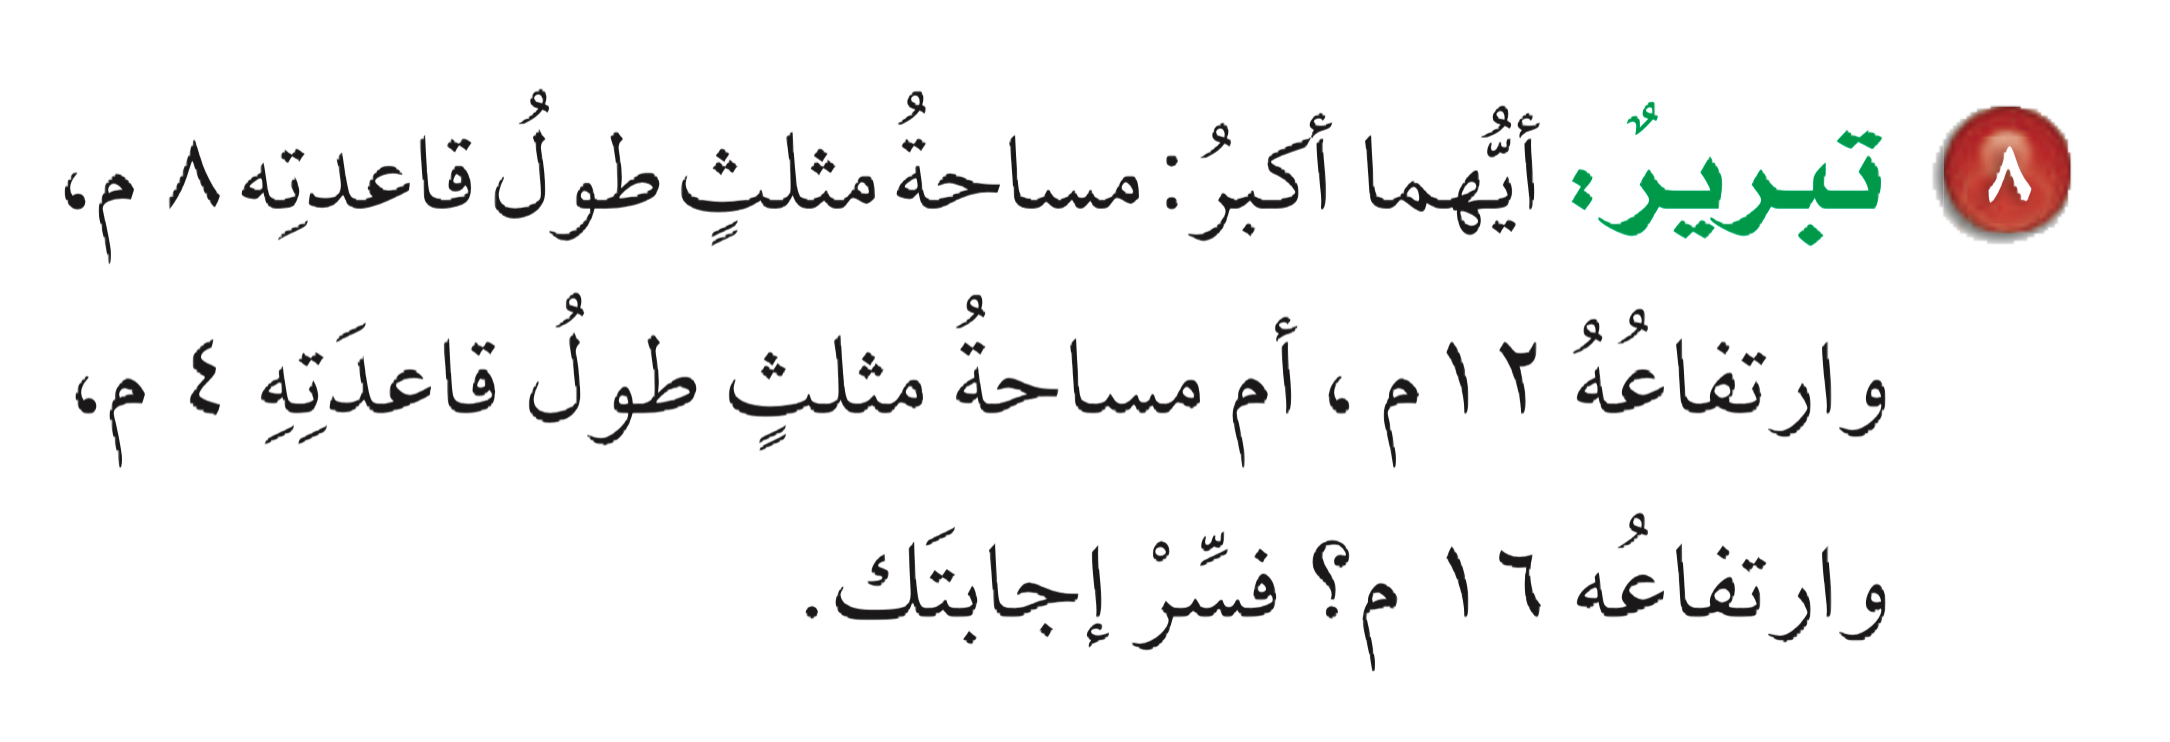 ٨ تبريرٌ: أيُّهما أكبرُ: مساحةُ مثلثٍ طولُ قاعدتِه ٨ م،
وارتفاعُهُ ١٢ م، أم مساحةُ مثلثٍ طولُ قاعدَتِهِ ٤ م،
وارتفاعُه ١٦ م؟ فسِّرْ إجابتَك.